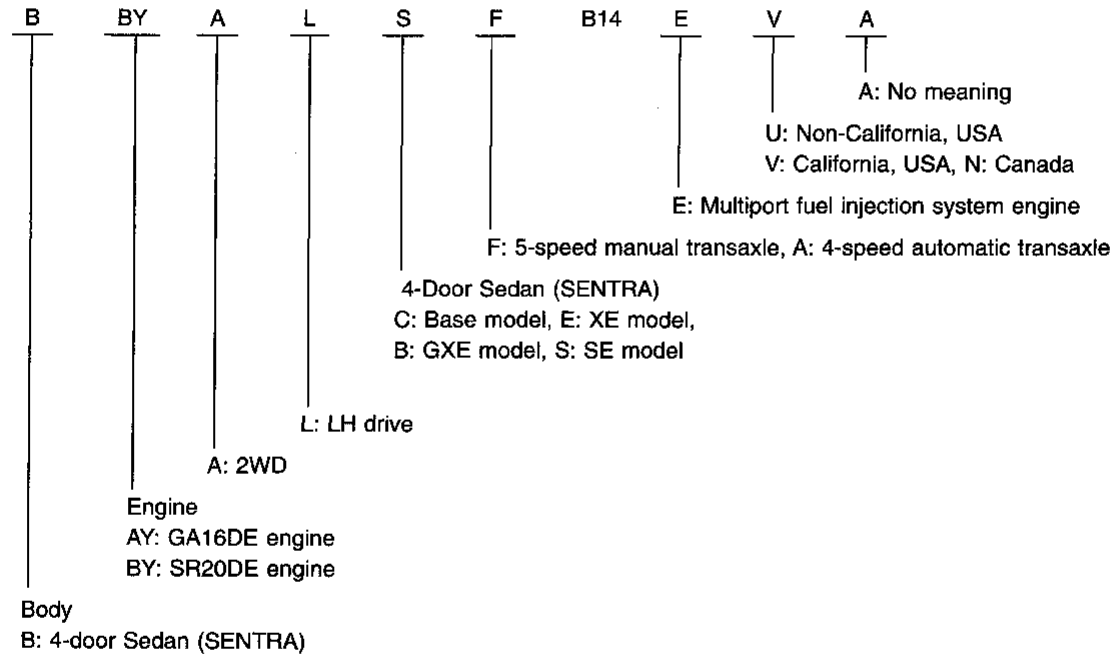 B BY A L S F B14 E V A
A: No meaning
U: Non-California, USA
V: California, USA, N: Canada
E: Multiport fuel injection system engine
F: 5-speed manual transaxle, A: 4-speed automatic transaxle
4-Door Sedan (SENTRA)
C: Base model, E: XE model,
B: GXE model, S: SE model
L: LH drive
A: 2WD
Engine
AY: GA16DE engine
BY: SR20DE engine
Body
B: 4-door Sedan (SENTRA)